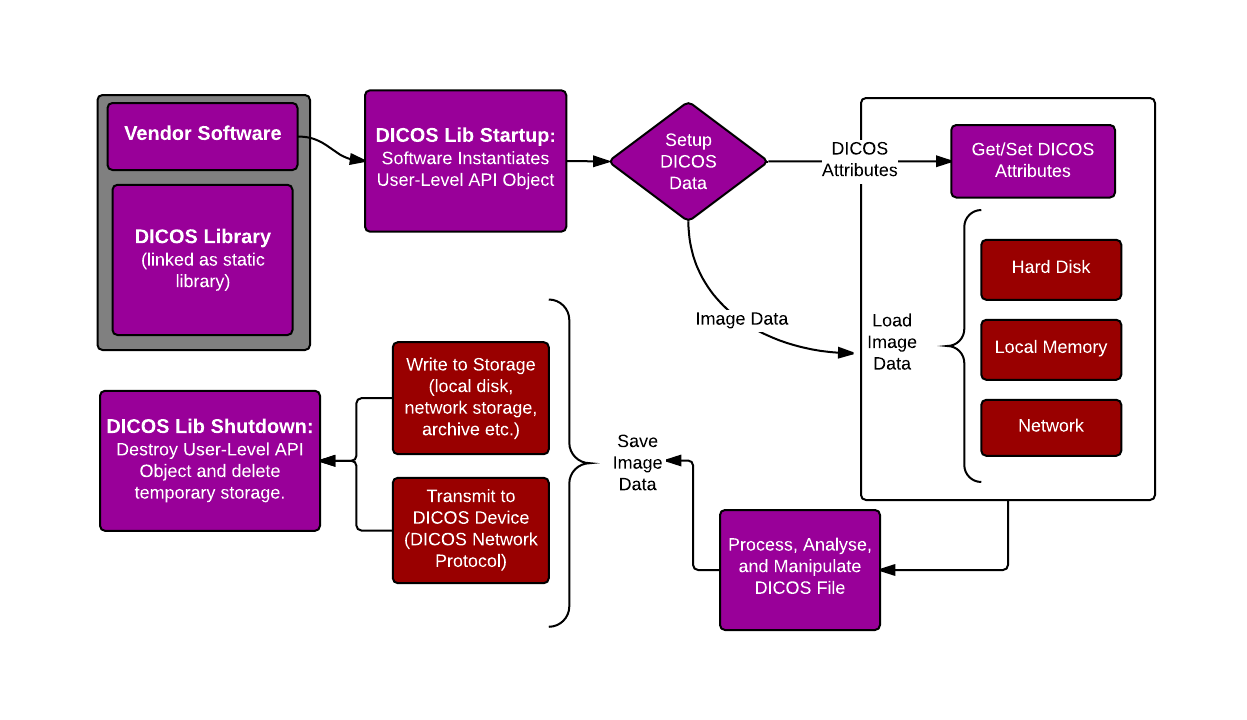 Vendor Software
DICOS Library
(linked as static
library)
DICOS Lib Startup:
Software Instantiates
User-Level API Object
Setup
DICOS
Data
DICOS
Attributes
Get/Set DICOS
Attributes
Image Data
Load
Image
Data
Hard Disk
Local Memory
Network
Process, Analyse,
and Manipulate
DICOS File
Save
Image
Data
Write to Storage
(local disk,
network storage,
archive etc.)
Transmit to
DICOS Device
(DICOS Network
Protocol)
DICOS Lib Shutdown:
Destroy User-Level API
Object and delete
temporary storage.